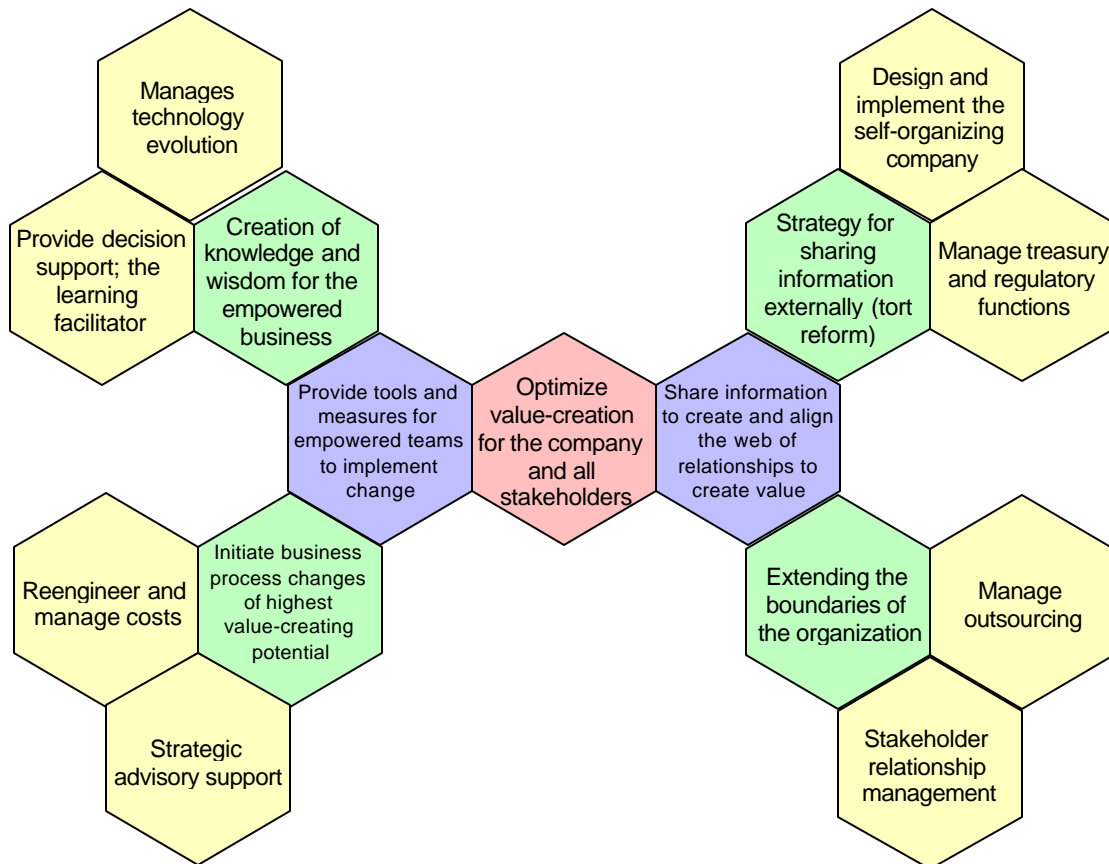 Manages
technology
evolution
Design and
implement the
self-organizing
company
Provide decision
support; the
learning
facilitator
Creation of
knowledge and
wisdom for the
empowered
business
Strategy for
sharing
information
externally (tort
reform)
Manage treasury
and regulatory
functions
Provide tools and
measures for
empowered teams
to implement
change
Optimize
value-creation
for the company
and all
stakeholders
Share information
to create and align
the web of
relationships to
create value
Reengineer and
manage costs
Initiate business
process changes
of highest
value-creating
potential
Extending the
boundaries of
the organization
Manage
outsourcing
Strategic
advisory support
Stakeholder
relationship
management